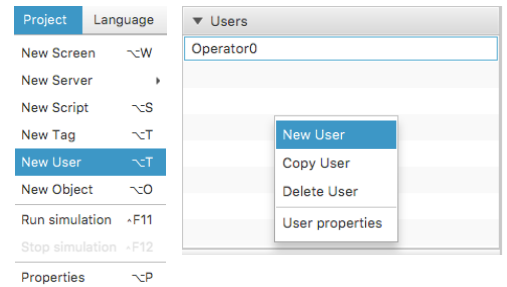 Project Language
New Screen ⌥W
New Server
New Script ⌥S
New Tag ⌥T
New User ⌥T
New Object ⌥O
Run simulation ^F11
Stop simulation ^F12
Properties ⌥P
Users
Operator0
New User
Copy User
Delete User
User properties